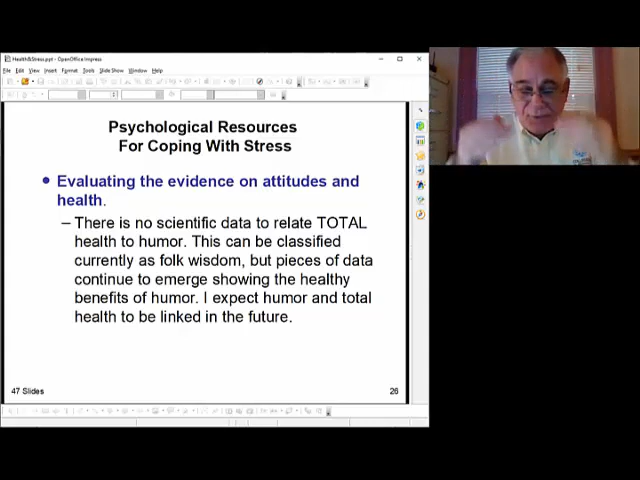 Health&Stress.ppt - OpenOffice Impress
File Edit View Insert Format Tools Slide Show Window Help
Psychological Resources
For Coping With Stress
• Evaluating the evidence on attitudes and
health.
– There is no scientific data to relate TOTAL
health to humor. This can be classified
currently as folk wisdom, but pieces of data
continue to emerge showing the healthy
benefits of humor. I expect humor and total
health to be linked in the future.
47 Slides
26